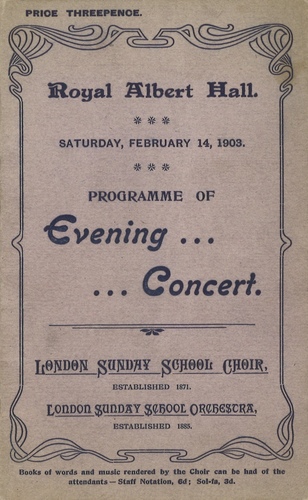 PRICE THREEPENCE.
Royal Albert Hall.
SATURDAY, FEBRUARY 14, 1903.
PROGRAMME OF
Evening ...
... Concert.
LONDON SUNDAY SCHOOL CHOIR,
ESTABLISHED 1871.
LONDON SUNDAY SCHOOL ORCHESTRA,
ESTABLISHED 1885.
Books of words and music rendered by the Choir can be had of the
attendants — Staff Notation, 6d; Sol-fa, 3d.